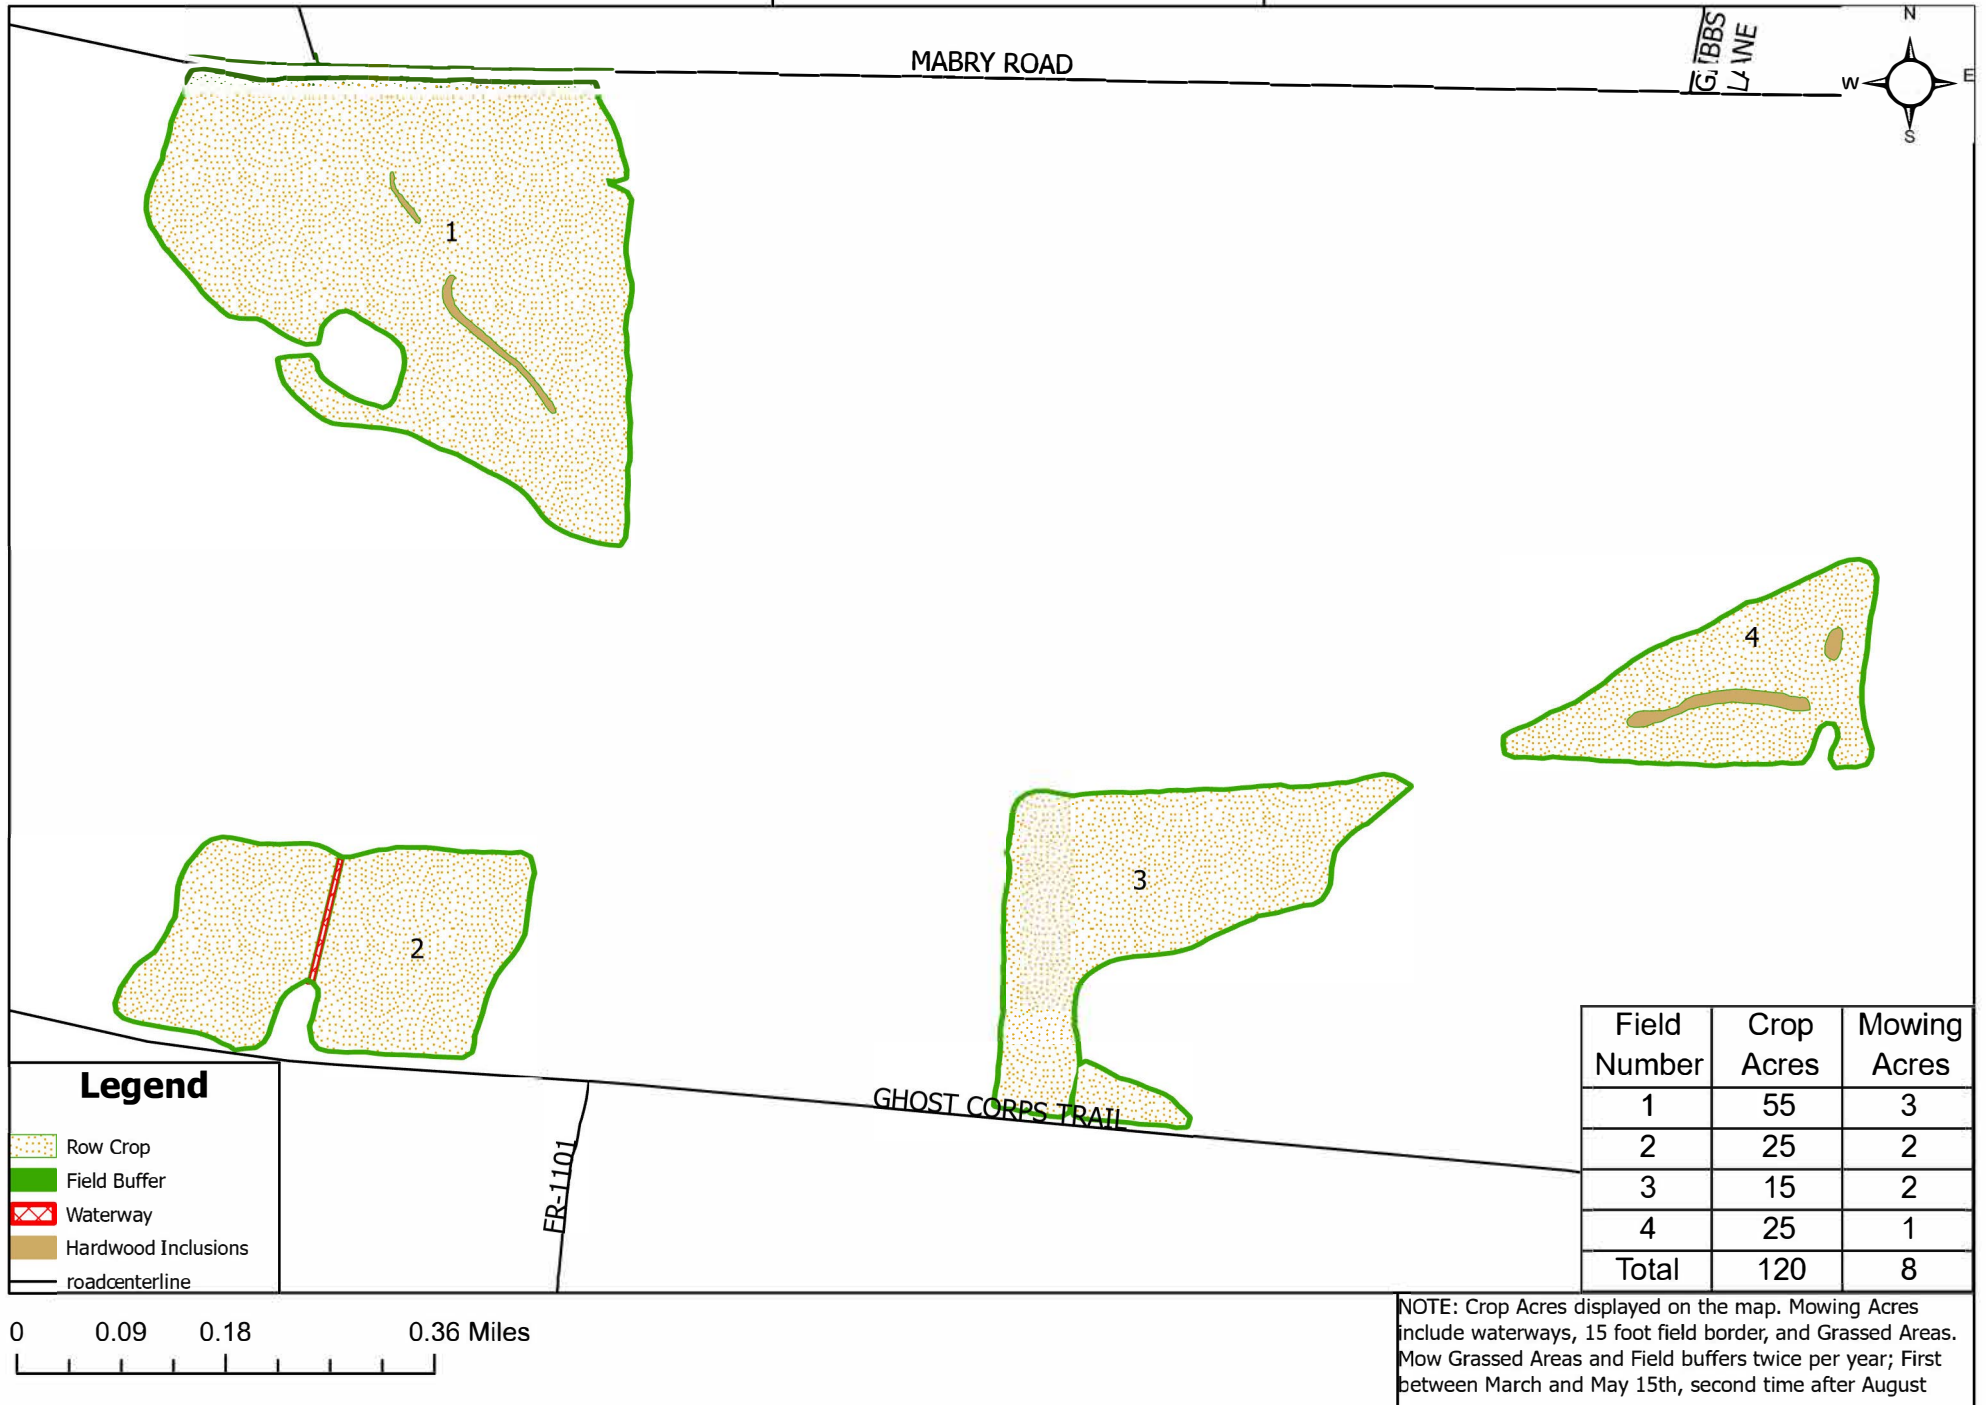 MABRY ROAD
GIBBS
LANE
N
W
E
S
1
4
3
2
GHOST CORPS TRAIL
FR-1101
Legend
Row Crop
Field Buffer
Waterway
Hardwood Inclusions
roadcenterline
Field Number Crop Acres Mowing Acres
1 55 3
2 25 2
3 15 2
4 25 1
Total 120 8
0 0.09 0.18 0.36 Miles
NOTE: Crop Acres displayed on the map. Mowing Acres
include waterways, 15 foot field border, and Grassed Areas.
Mow Grassed Areas and Field buffers twice per year; First
between March and May 15th, second time after August